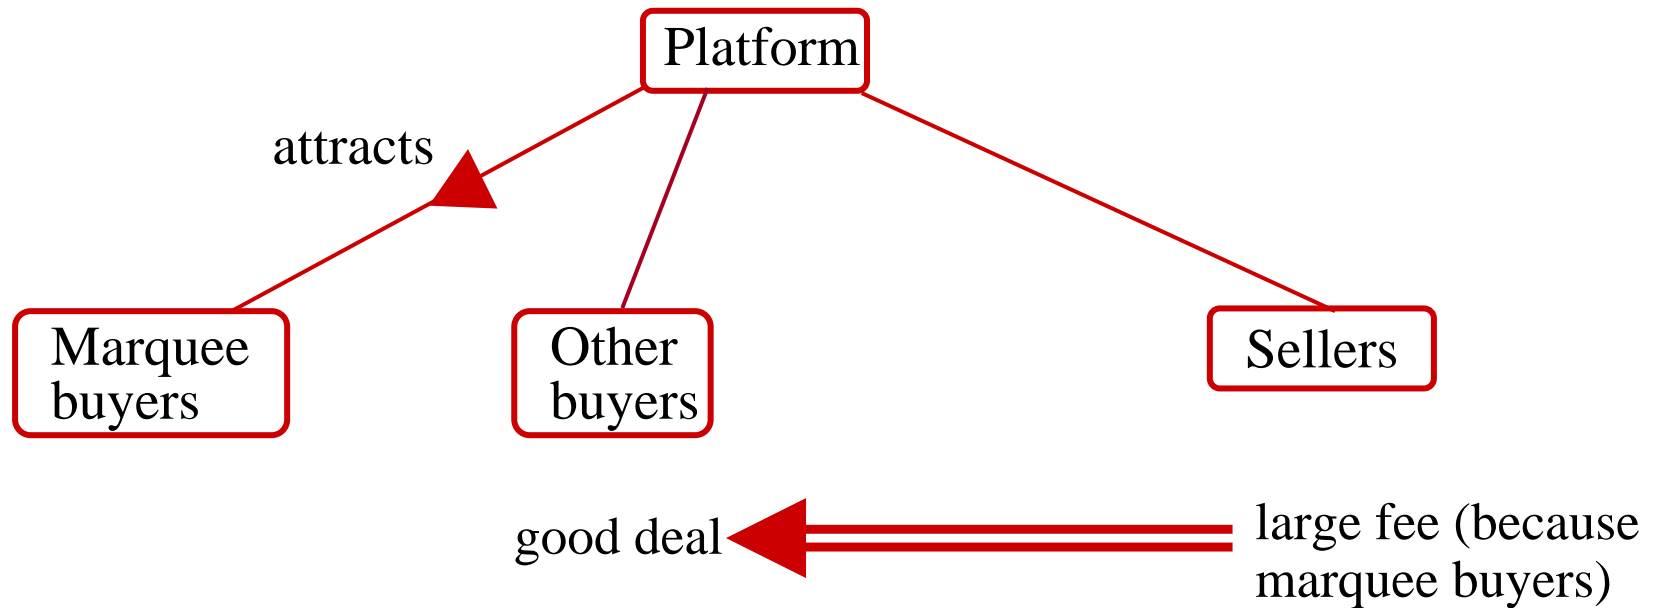 Platform
attracts
Marquee
buyers
Other
buyers
Sellers
good deal
large fee (because
marquee buyers)